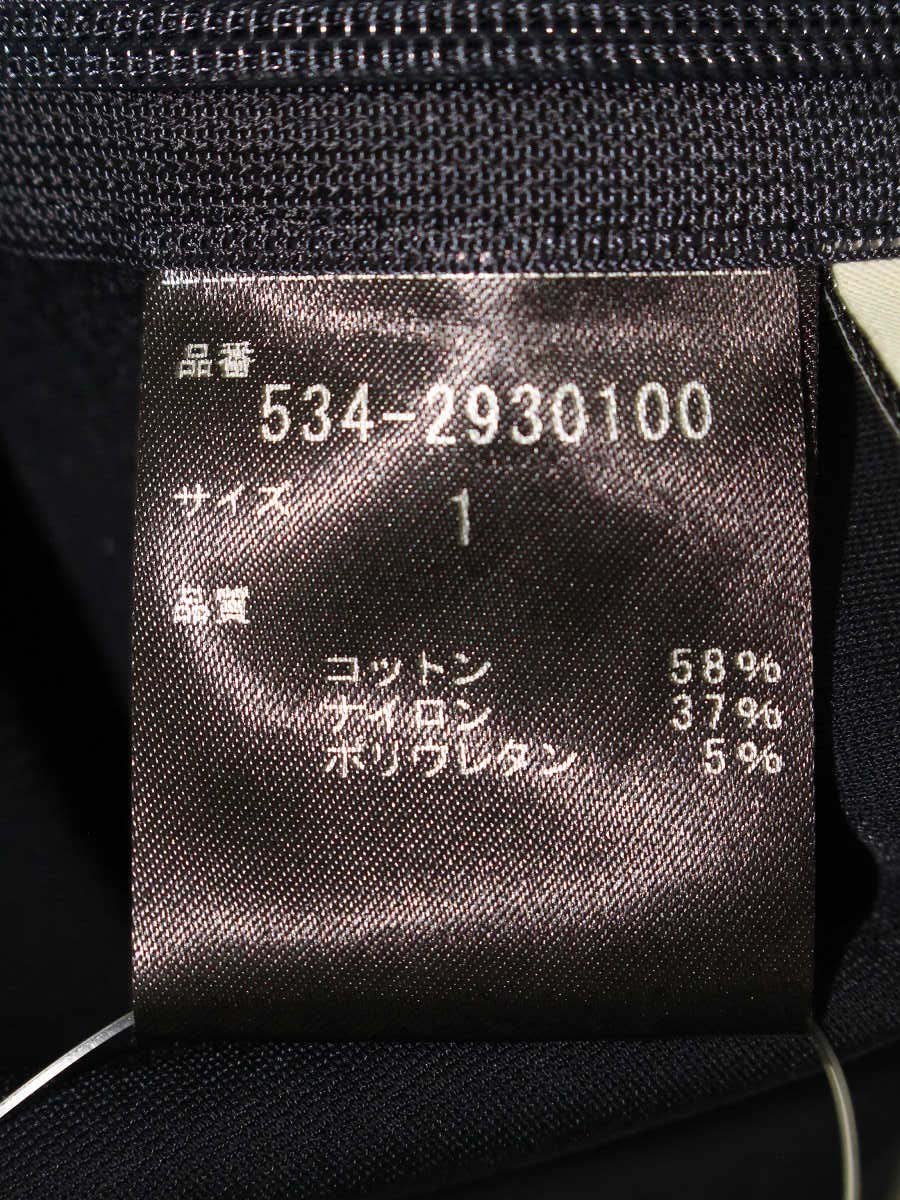 品番
534-2930100
サイズ 1
品質
コットン 58%
ナイロン 37%
ポリウレタン 5%